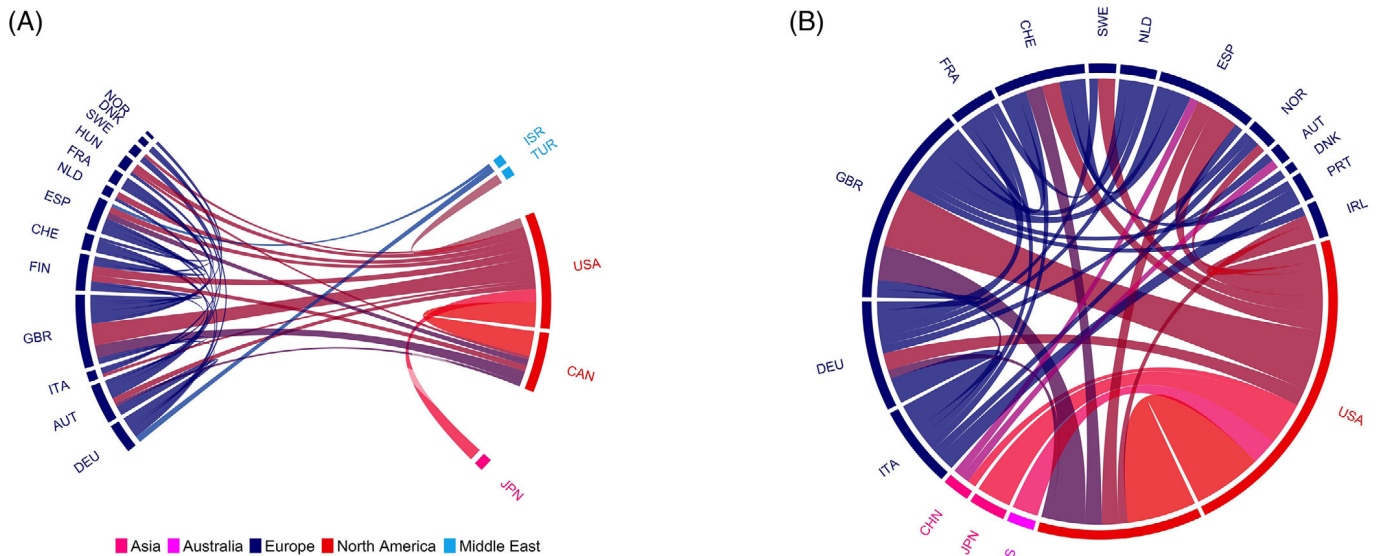 (A)
NOR
DNK
SWE
HUN
FRA
NLD
ESP
CHE
FIN
GBR
ITA
AUT
DEU
ISR
TUR
USA
CAN
JPN
Asia Australia Europe North America Middle East
(B)
CHE
SWE
NLD
ESP
FRA
NOR
AUT
DNK
PRT
IRL
GBR
DEU
ITA
USA
CHN
JPN
S